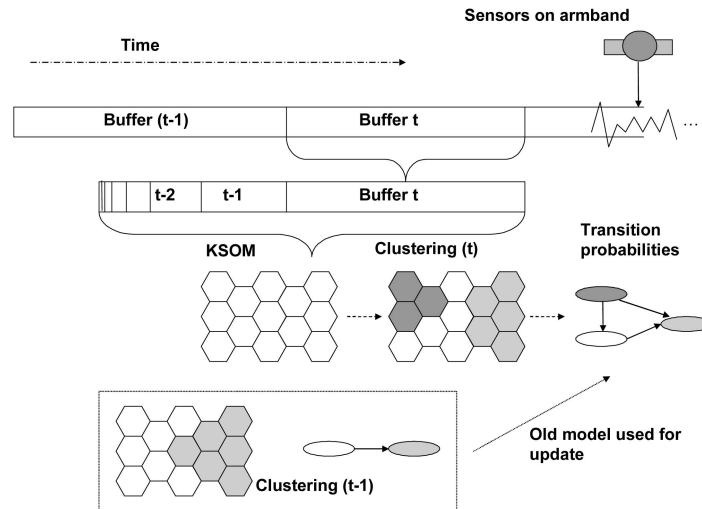 Sensors on armband
Time
Buffer (t-1)
Buffer t
...
t-2
t-1
Buffer t
KSOM
Clustering (t)
Transition
probabilities
Old model used for
update
Clustering (t-1)